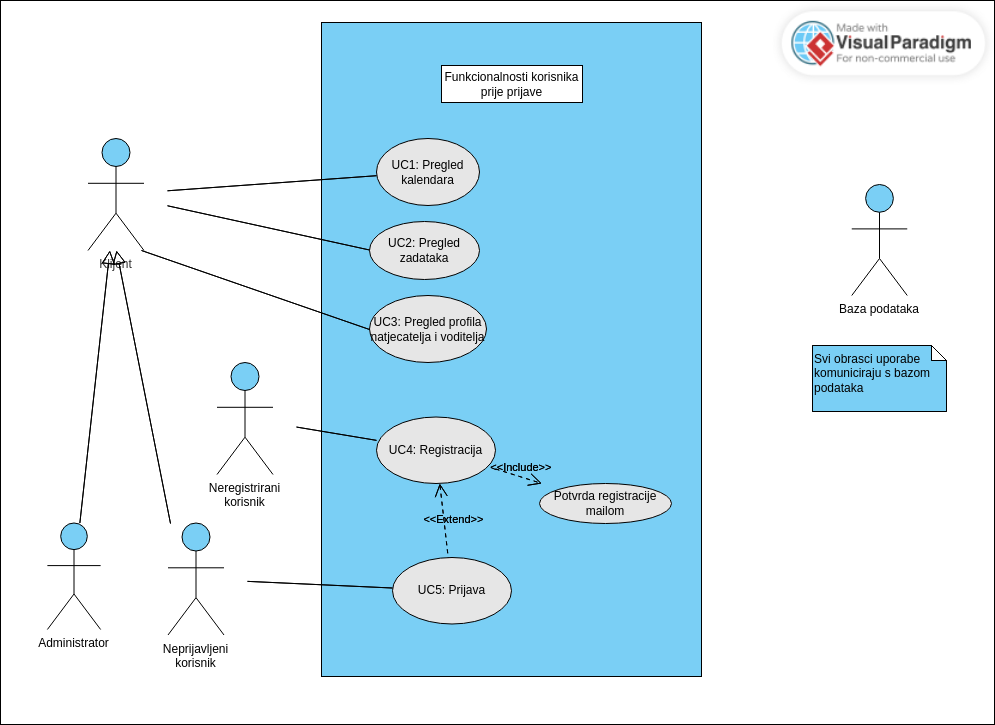 Made with
Visual Paradigm
For non-commercial use
Funkcionalnosti korisnika
prije prijave
UC1: Pregled
kalendara
UC2: Pregled
zadataka
Klijent
UC3: Pregled profila
natjecatelja i voditelja
Baza podataka
Svi obrasci uporabe
komuniciraju s bazom
podataka
UC4: Registracija
<<Include>>
Neregistrirani
korisnik
Potvrda registracije
mailom
<<Extend>>
UC5: Prijava
Administrator
Neprijavljeni
korisnik